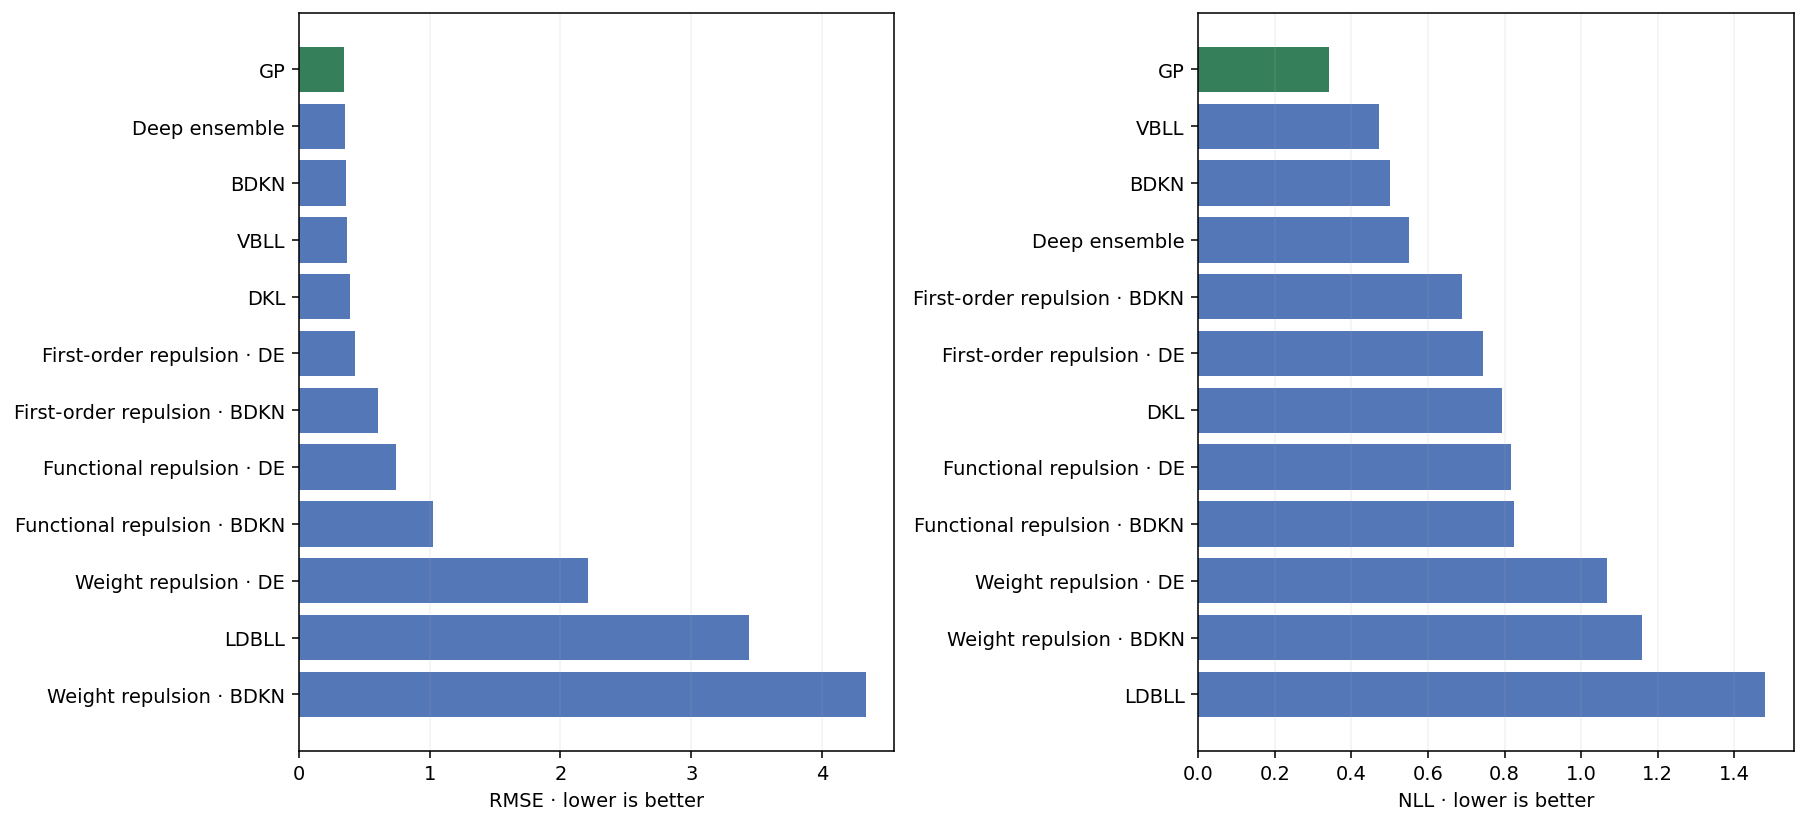 GP
Deep ensemble
BDKN
VBLL
DKL
First-order repulsion · DE
First-order repulsion · BDKN
Functional repulsion · DE
Functional repulsion · BDKN
Weight repulsion · DE
LDBLL
Weight repulsion · BDKN
0 1 2 3 4
RMSE · lower is better
GP
VBLL
BDKN
Deep ensemble
First-order repulsion · BDKN
First-order repulsion · DE
DKL
Functional repulsion · DE
Functional repulsion · BDKN
Weight repulsion · DE
Weight repulsion · BDKN
LDBLL
0.0 0.2 0.4 0.6 0.8 1.0 1.2 1.4
NLL · lower is better